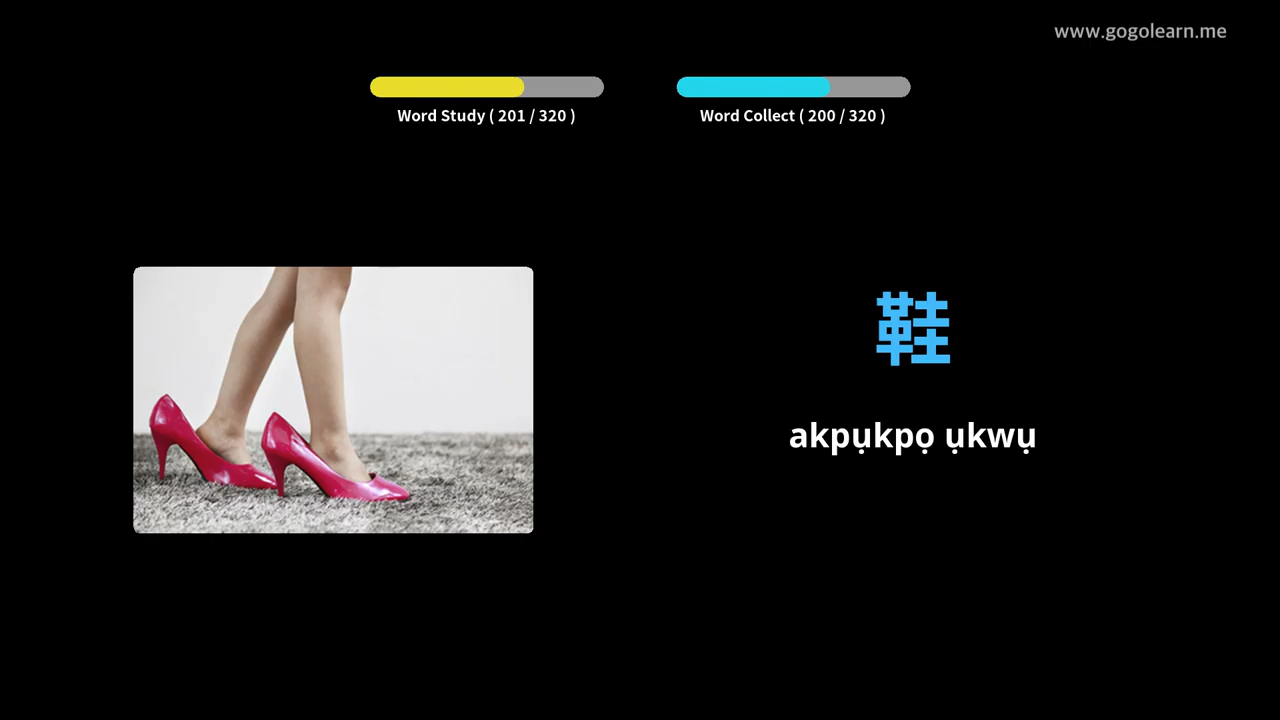 www.gogolearn.me
Word Study ( 201 / 320 )
Word Collect ( 200 / 320 )
鞋
akpụkpọ ụkwụ